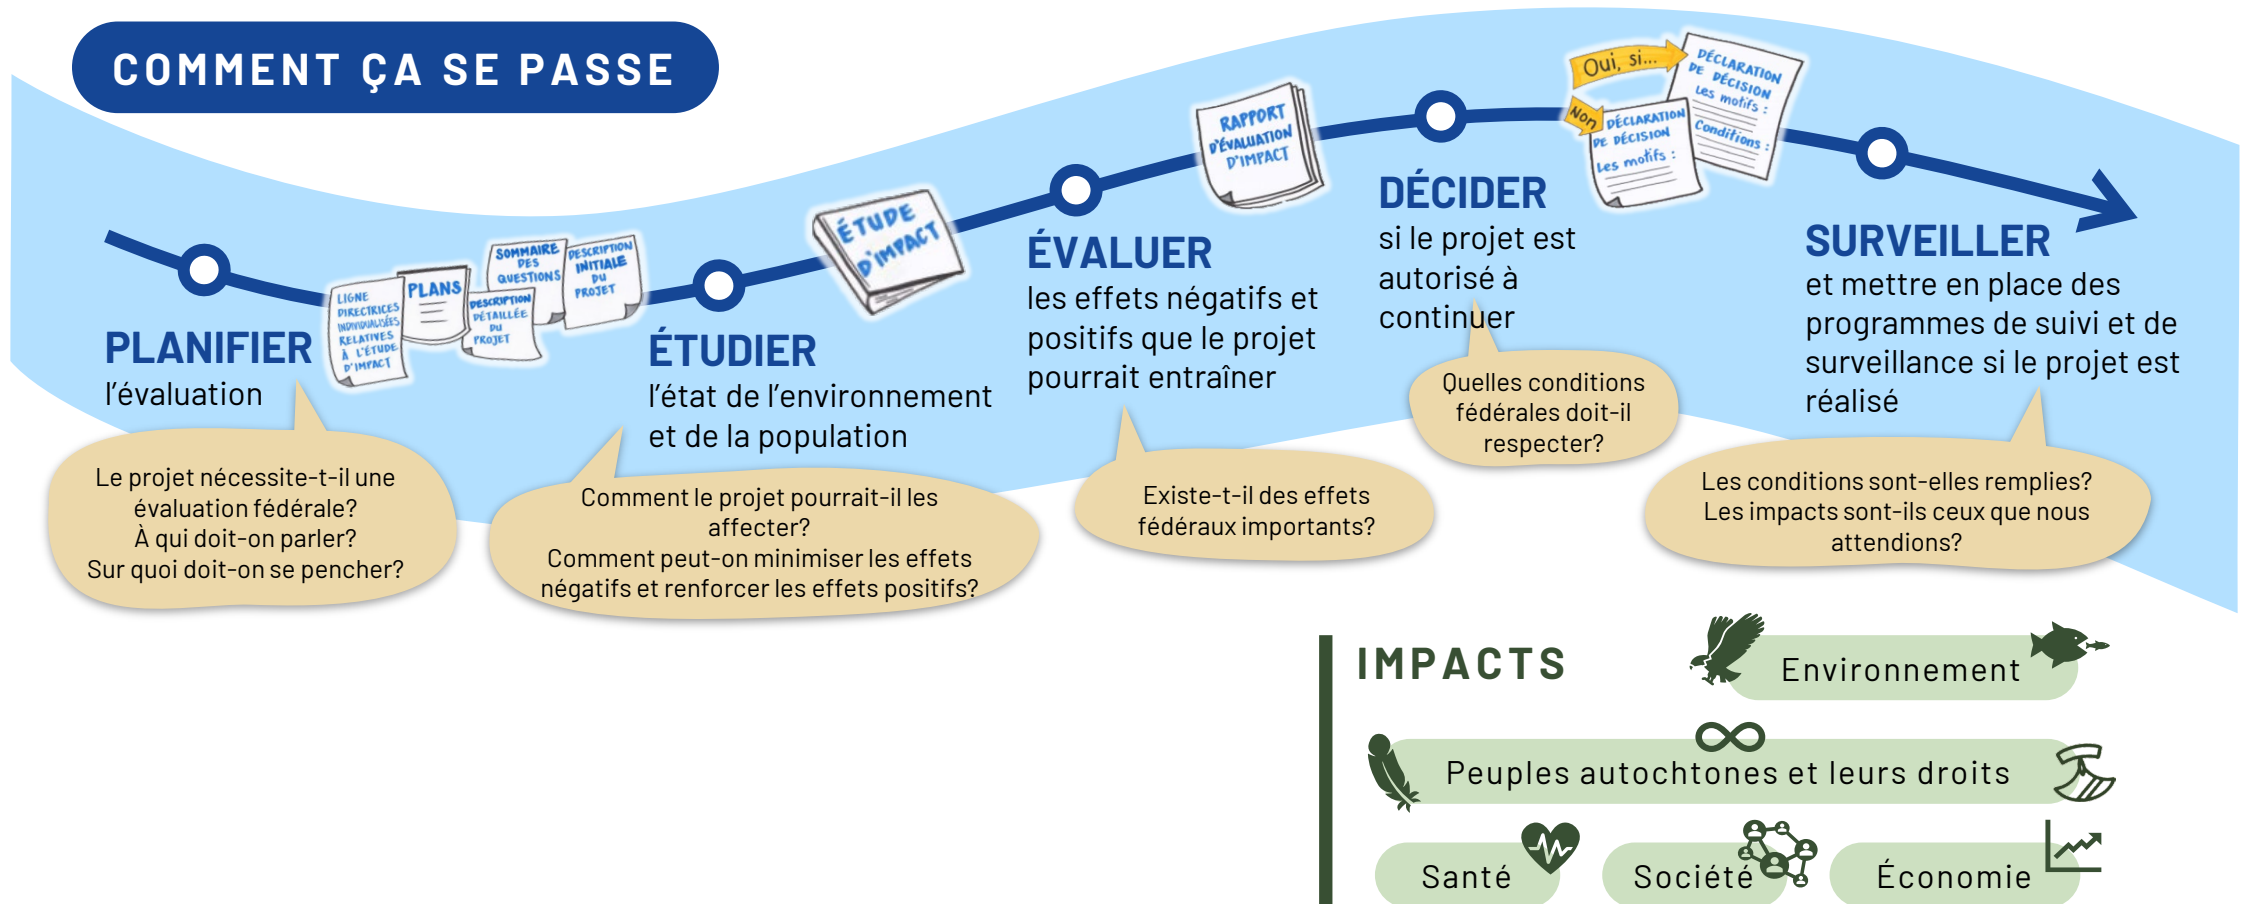 COMMENT ÇA SE PASSE
PLANIFIER
l'évaluation
LIGNE
DIRECTRICES
INDIVIDUALISÉES
RELATIVES
À L'ÉTUDE
D'IMPACT
PLANS
SOMMAIRE
DES
QUESTIONS
DESCRIPTION
DÉTAILLÉE
DU
PROJET
DESCRIPTION
INITIALE
DU
PROJET
Le projet nécessite-t-il une
évaluation fédérale?
À qui doit-on parler?
Sur quoi doit-on se pencher?
ÉTUDIER
l'état de l'environnement
et de la population
ÉTUDE
D'IMPACT
Comment le projet pourrait-il les
affecter?
Comment peut-on minimiser les effets
négatifs et renforcer les effets positifs?
ÉVALUER
les effets négatifs et
positifs que le projet
pourrait entraîner
RAPPORT
D'ÉVALUATION
D'IMPACT
Existe-t-il des effets
fédéraux importants?
DÉCIDER
si le projet est
autorisé à
continuer
Oui, si...
DÉCLARATION
DE DÉCISION
Les motifs :
Conditions :
Non
DÉCLARATION
DE DÉCISION
Les motifs :
Quelles conditions
fédérales doit-il
respecter?
SURVEILLER
et mettre en place des
programmes de suivi et de
surveillance si le projet est
réalisé
Les conditions sont-elles remplies?
Les impacts sont-ils ceux que nous
attendions?
IMPACTS
Environnement
Peuples autochtones et leurs droits
Santé
Société
Économie